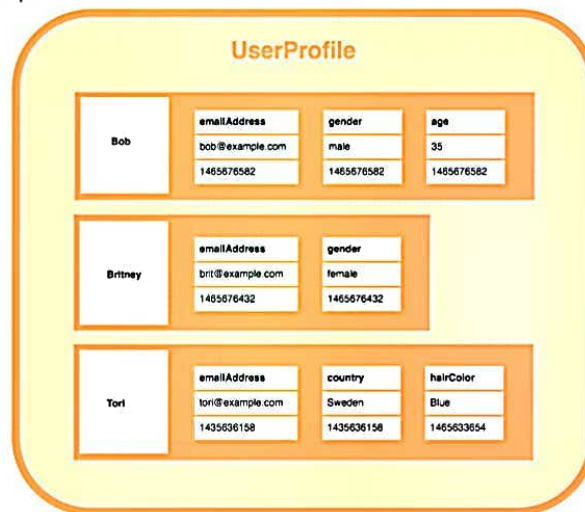 UserProfile
Bob
emailAddress gender age
bob@example.com male 35
1465676582 1465676582 1465676582
Britney
emailAddress gender
brit@example.com female
1465676432 1465676432
Tori
emailAddress country hairColor
tori@example.com Sweden Blue
1435636158 1435636158 1465633654